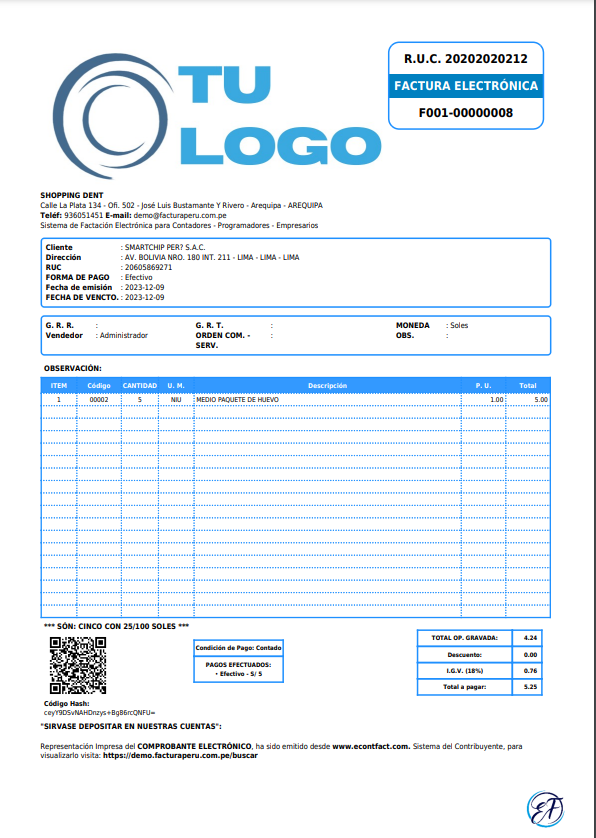 TU
LOGO
R.U.C. 20202020212
FACTURA ELECTRÓNICA
F001-00000008
SHOPPING DENT
Calle La Plata 134 - Ofi. 502 - José Luis Bustamante Y Rivero - Arequipa - AREQUIPA
Teléf: 936051451 E-mail: demo@facturaperu.com.pe
Sistema de Factación Electrónica para Contadores - Programadores - Empresarios
Cliente : SMARTCHIP PER? S.A.C.
Dirección : AV. BOLIVIA NRO. 180 INT. 211 - LIMA - LIMA - LIMA
RUC : 20605869271
FORMA DE PAGO : Efectivo
Fecha de emisión : 2023-12-09
FECHA DE VENCTO. : 2023-12-09
G. R. R. : G. R. T. : MONEDA : Soles
Vendedor : Administrador ORDEN COM. - : OBS. :
SERV.
OBSERVACIÓN:
ITEM Código CANTIDAD U. M. Descripción P. U. Total
1 00002 5 NIU MEDIO PAQUETE DE HUEVO 1.00 5.00
*** SÓN: CINCO CON 25/100 SOLES ***
Condición de Pago: Contado
PAGOS EFECTUADOS:
• Efectivo - S/ 5
TOTAL OP. GRAVADA: 4.24
Descuento: 0.00
I.G.V. (18%) 0.76
Total a pagar: 5.25
Código Hash:
ceyY9DSvNAHDnzys+Bg86rcQNFU=
"SIRVASE DEPOSITAR EN NUESTRAS CUENTAS":
Representación Impresa del COMPROBANTE ELECTRÓNICO, ha sido emitido desde www.econtfact.com. Sistema del Contribuyente, para
visualizarlo visita: https://demo.facturaperu.com.pe/buscar
EF